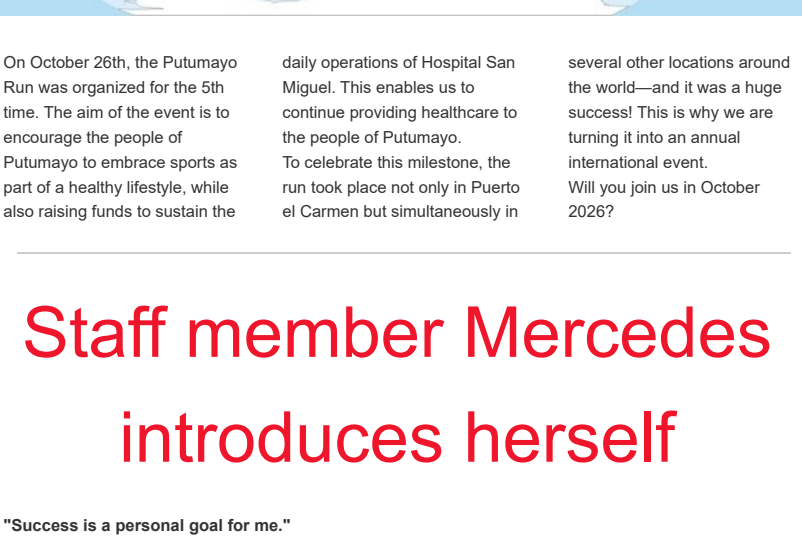 On October 26th, the Putumayo
Run was organized for the 5th
time. The aim of the event is to
encourage the people of
Putumayo to embrace sports as
part of a healthy lifestyle, while
also raising funds to sustain the
daily operations of Hospital San
Miguel. This enables us to
continue providing healthcare to
the people of Putumayo.
To celebrate this milestone, the
run took place not only in Puerto
el Carmen but simultaneously in
several other locations around
the world—and it was a huge
success! This is why we are
turning it into an annual
international event.
Will you join us in October
2026?
Staff member Mercedes
introduces herself
"Success is a personal goal for me."